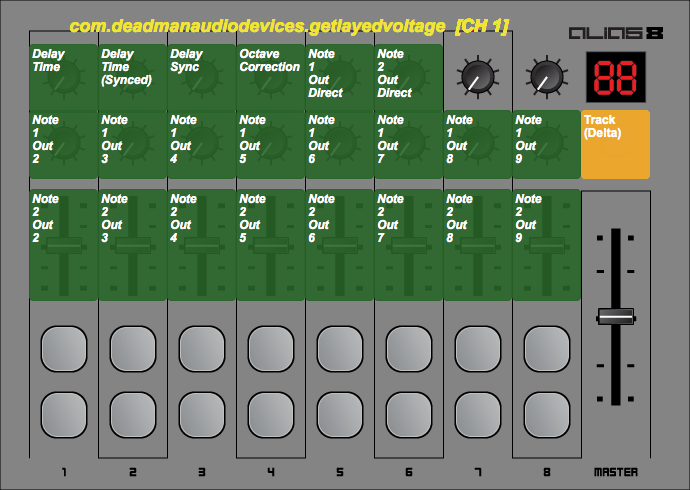 com.deadmanaudiodevices.getlayedvoltage [CH 1]
ALIAS 8
88
Delay
Time
Delay
Time
(Synced)
Delay
Sync
Octave
Correction
Note
1
Out
Direct
Note
2
Out
Direct
Note
1
Out
2
Note
1
Out
3
Note
1
Out
4
Note
1
Out
5
Note
1
Out
6
Note
1
Out
7
Note
1
Out
8
Note
1
Out
9
Track
(Delta)
Note
2
Out
2
Note
2
Out
3
Note
2
Out
4
Note
2
Out
5
Note
2
Out
6
Note
2
Out
7
Note
2
Out
8
Note
2
Out
9
1 2 3 4 5 6 7 8 MASTER